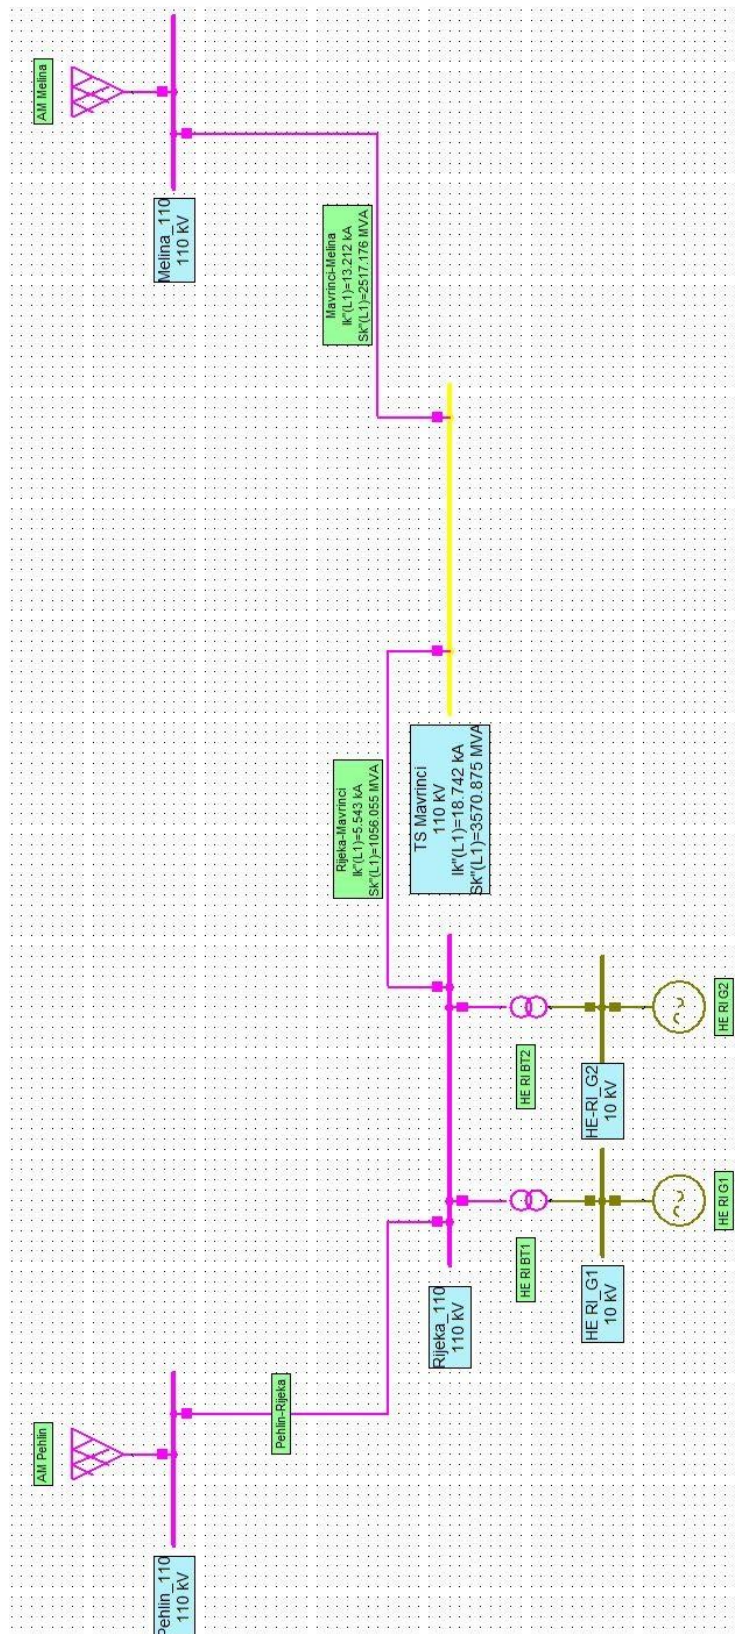 AM Pehlin
AM Melina
Pehlin_110
110 kV
Melina_110
110 kV
Pehlin-Rijeka
Mavrinci-Melina
Ik"(L1)=13.212 kA
Sk"(L1)=2517.176 MVA
Rijeka-Mavrinci
Ik"(L1)=5.543 kA
Sk"(L1)=1056.055 MVA
TS Mavrinci
110 kV
Ik"(L1)=18.742 kA
Sk"(L1)=3570.875 MVA
Rijeka_110
110 kV
HE RI BT1
HE RI BT2
HE RI_G1
10 kV
HE-RI_G2
10 kV
HE RI G1
HE RI G2